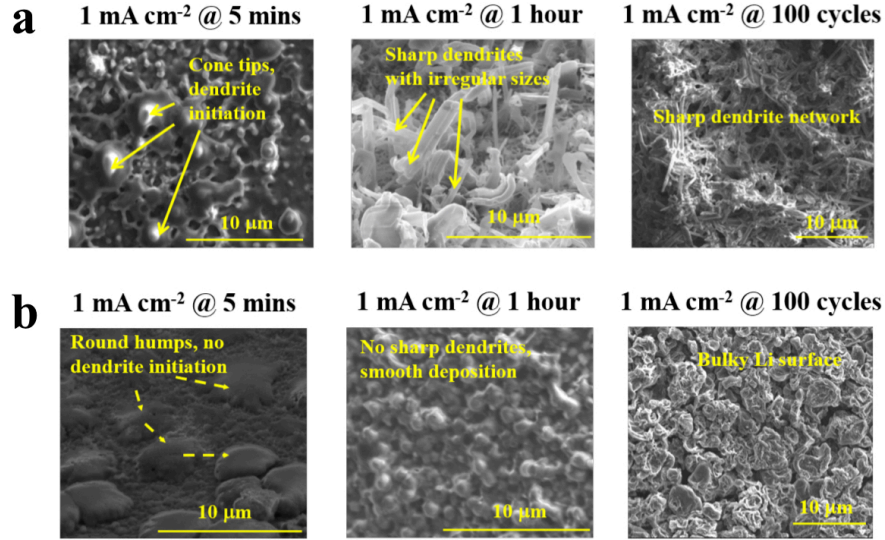 a
1 mA cm⁻² @ 5 mins
1 mA cm⁻² @ 1 hour
1 mA cm⁻² @ 100 cycles
Cone tips,
dendrite
initiation
10 μm
Sharp dendrites
with irregular sizes
10 μm
Sharp dendrite network
10 μm
b
1 mA cm⁻² @ 5 mins
1 mA cm⁻² @ 1 hour
1 mA cm⁻² @ 100 cycles
Round humps, no
dendrite initiation
10 μm
No sharp dendrites,
smooth deposition
10 μm
Bulky Li surface
10 μm